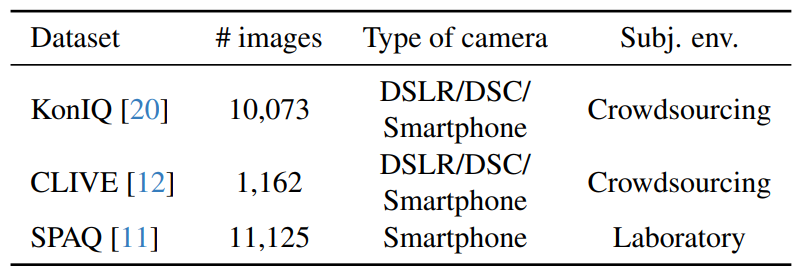 Dataset # images Type of camera Subj. env.
KonIQ [20] 10,073 DSLR/DSC/ Smartphone Crowdsourcing
CLIVE [12] 1,162 DSLR/DSC/ Smartphone Crowdsourcing
SPAQ [11] 11,125 Smartphone Laboratory